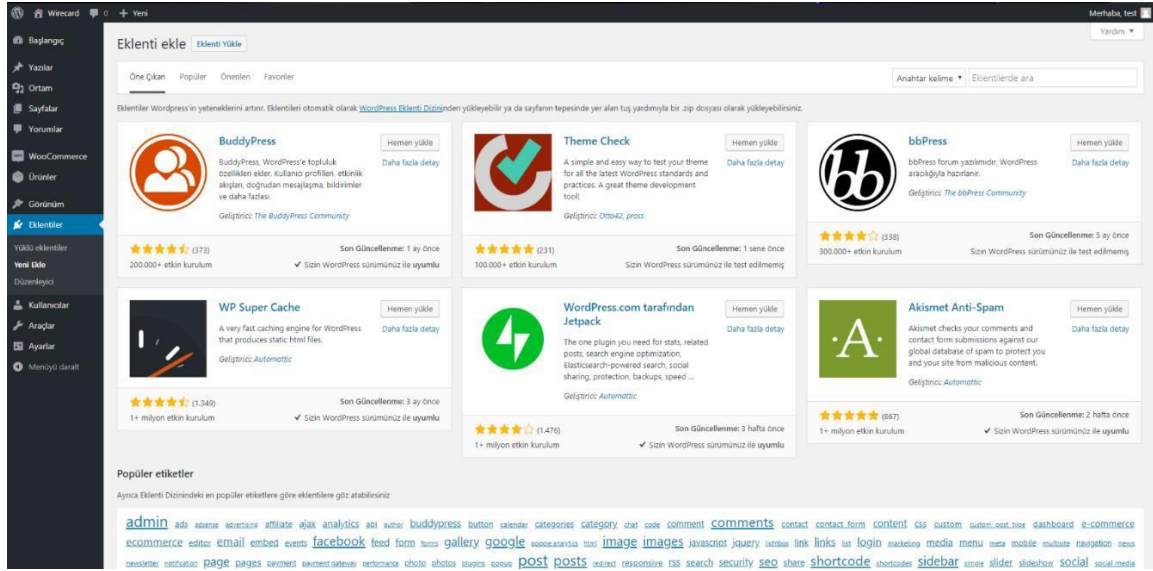 Wirecard 0 + Yeni Merhaba, test
Yardım ▼
Başlangıç
Yazılar
Ortam
Sayfalar
Yorumlar
WooCommerce
Ürünler
Görünüm
Eklentiler
Yüklü eklentiler
Yeni Ekle
Düzenleyici
Kullanıcılar
Araçlar
Ayarlar
Menüyü daralt
Eklenti ekle Eklenti Yükle
Öne Çıkan Popüler Önerilen Favoriler Anahtar kelime ▼ Eklentilerde ara
Eklentiler Wordpress'in yeteneklerini artırır. Eklentileri otomatik olarak WordPress Eklenti Dizininden yükleyebilir ya da sayfanın tepesinde yer alan tuş yardımıyla bir .zip dosyası olarak yükleyebilirsiniz.
BuddyPress
Hemen yükle
Daha fazla detay
BuddyPress, WordPress'e topluluk
özellikleri ekler. Kullanıcı profilleri, etkinlik
akışları, doğrudan mesajlaşma, bildirimler
ve daha fazlası.
Geliştirici: The BuddyPress Community
(373) Son Güncellenme: 1 ay önce
200.000+ etkin kurulum ✔ Sizin WordPress sürümünüz ile uyumlu
Theme Check
Hemen yükle
Daha fazla detay
A simple and easy way to test your theme
for all the latest WordPress standards and
practices. A great theme development
tool!
Geliştirici: Otto42, pross
(231) Son Güncellenme: 1 sene önce
100.000+ etkin kurulum Sizin WordPress sürümünüz ile test edilmemiş
bb
bbPress
Hemen yükle
Daha fazla detay
bbPress forum yazılımıdır, WordPress
aracılığıyla hazırlanır.
Geliştirici: The bbPress Community
(338) Son Güncellenme: 5 ay önce
300.000+ etkin kurulum Sizin WordPress sürümünüz ile test edilmemiş
WP Super Cache
Hemen yükle
Daha fazla detay
A very fast caching engine for WordPress
that produces static html files.
Geliştirici: Automattic
(1.349) Son Güncellenme: 3 ay önce
1+ milyon etkin kurulum ✔ Sizin WordPress sürümünüz ile uyumlu
WordPress.com tarafından
Jetpack
Hemen yükle
Daha fazla detay
The one plugin you need for stats, related
posts, search engine optimization,
Elasticsearch-powered search, social
sharing, protection, backups, speed ...
Geliştirici: Automattic
(1.476) Son Güncellenme: 3 hafta önce
1+ milyon etkin kurulum ✔ Sizin WordPress sürümünüz ile uyumlu
·A·
Akismet Anti-Spam
Hemen yükle
Daha fazla detay
Akismet checks your comments and
contact form submissions against our
global database of spam to protect you
and your site from malicious content.
Geliştirici: Automattic
(867) Son Güncellenme: 2 hafta önce
1+ milyon etkin kurulum ✔ Sizin WordPress sürümünüz ile uyumlu
Popüler etiketler
Ayrıca Eklenti Dizinindeki en popüler etiketlere göre eklentilere göz atabilirsiniz
admin ads adsense advertising affiliate ajax analytics api author buddypress button calendar categories category chat code comment comments contact contact form content css custom custom post type dashboard e-commerce
ecommerce editor email embed events facebook feed form forms gallery google google analytics html image images javascript jquery lightbox link links list login marketing media menu meta mobile multisite navigation news
newsletter notification page pages payment payment gateway performance photo photos plugins popup post posts redirect responsive rss search security seo share shortcode shortcodes sidebar simple slider slideshow social social media